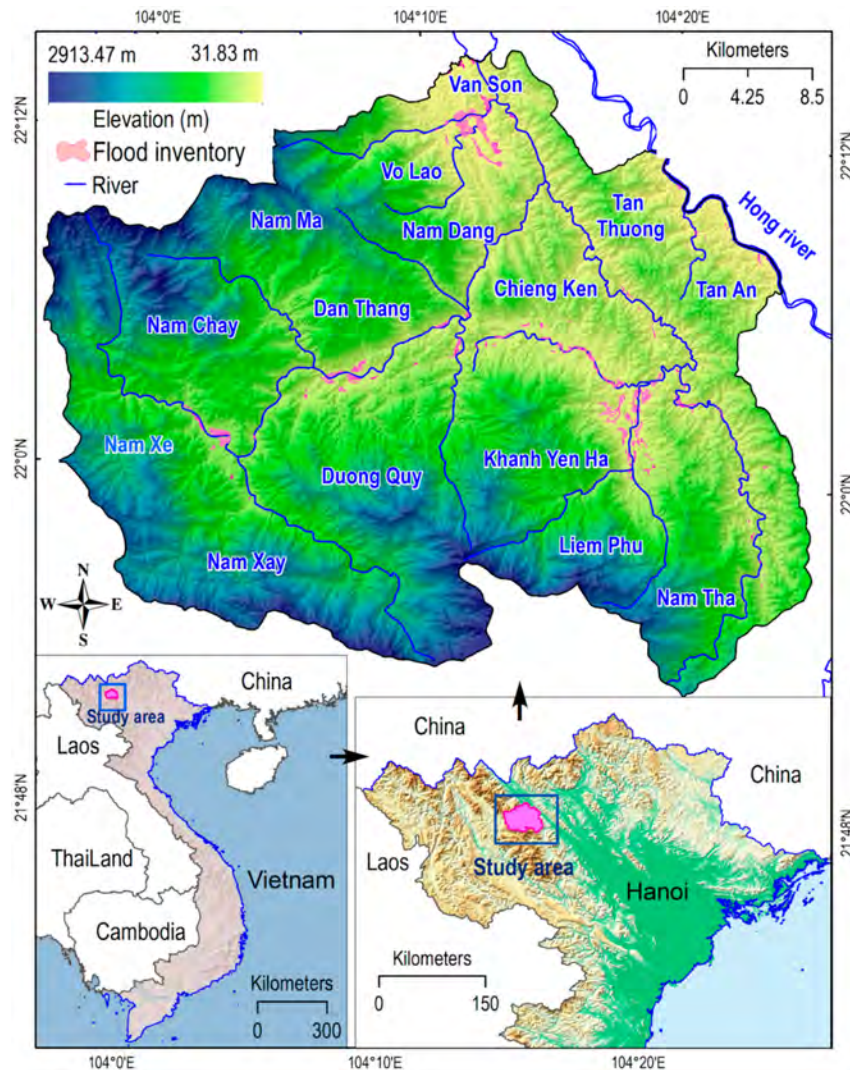 104°0'E
104°10'E
104°20'E
2913.47 m
31.83 m
Elevation (m)
Flood inventory
River
Kilometers
0
4.25
8.5
22°12'N
22°12'N
Van Son
Vo Lao
Nam Ma
Nam Dang
Tan
Thuong
Hong river
Tan An
Chieng Ken
Dan Thang
Nam Chay
Nam Xe
Khanh Yen Ha
Duong Quy
22°0'N
22°0'N
Liem Phu
Nam Xay
Nam Tha
N
W
E
S
China
Study area
Laos
ThaiLand
Vietnam
Cambodia
Kilometers
0
300
21°48'N
China
China
Laos
Study area
Hanoi
Kilometers
0
150
21°48'N
104°0'E
104°10'E
104°20'E